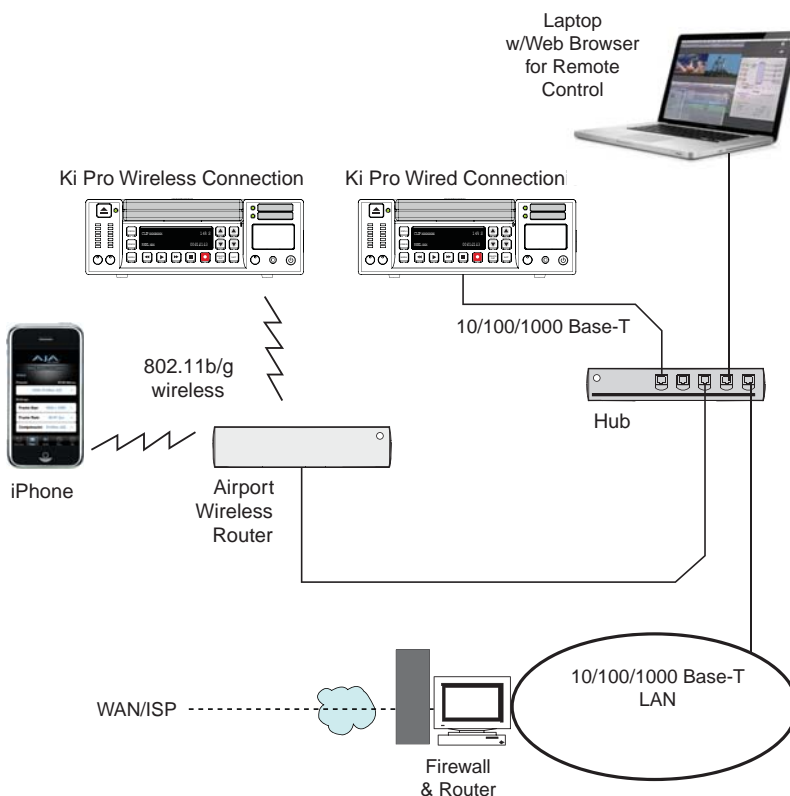 Laptop
w/Web Browser
for Remote
Control
Ki Pro Wireless Connection
Ki Pro Wired Connection
10/100/1000 Base-T
802.11b/g
wireless
AJA
Hub
iPhone
Airport
Wireless
Router
10/100/1000 Base-T
LAN
WAN/ISP
Firewall
& Router